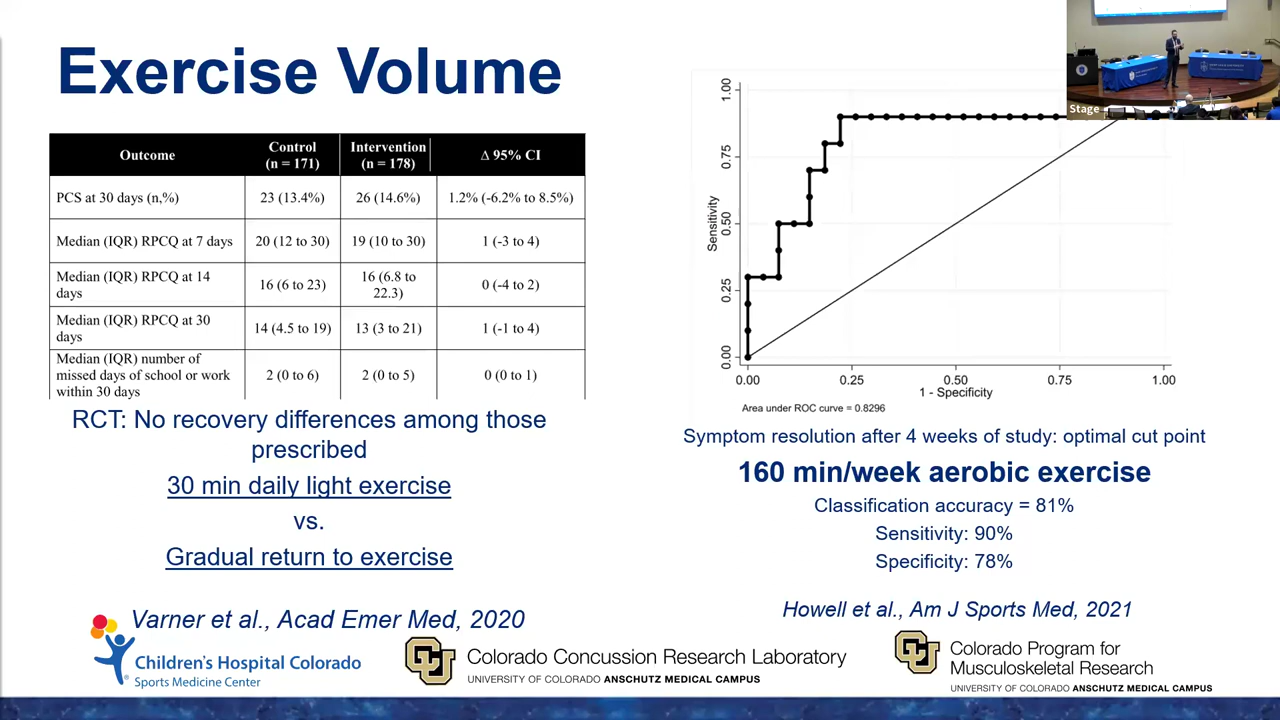 Exercise Volume
Outcome
Control
(n = 171)
Intervention
(n = 178)
Δ 95% CI
PCS at 30 days (n,%)
23 (13.4%)
26 (14.6%)
1.2% (-6.2% to 8.5%)
Median (IQR) RPCQ at 7 days
20 (12 to 30)
19 (10 to 30)
1 (-3 to 4)
Median (IQR) RPCQ at 14
days
16 (6 to 23)
16 (6.8 to
22.3)
0 (-4 to 2)
Median (IQR) RPCQ at 30
days
14 (4.5 to 19)
13 (3 to 21)
1 (-1 to 4)
Median (IQR) number of
missed days of school or work
within 30 days
2 (0 to 6)
2 (0 to 5)
0 (0 to 1)
RCT: No recovery differences among those
prescribed
30 min daily light exercise
vs.
Gradual return to exercise
Varner et al., Acad Emer Med, 2020
Stage
Sensitivity
1.00
0.75
0.50
0.25
0.00
0.00
0.25
0.50
0.75
1.00
1 - Specificity
Area under ROC curve = 0.8296
Symptom resolution after 4 weeks of study: optimal cut point
160 min/week aerobic exercise
Classification accuracy = 81%
Sensitivity: 90%
Specificity: 78%
Howell et al., Am J Sports Med, 2021
Children's Hospital Colorado
Sports Medicine Center
CU
Colorado Concussion Research Laboratory
UNIVERSITY OF COLORADO ANSCHUTZ MEDICAL CAMPUS
CU
Colorado Program for
Musculoskeletal Research
UNIVERSITY OF COLORADO ANSCHUTZ MEDICAL CAMPUS